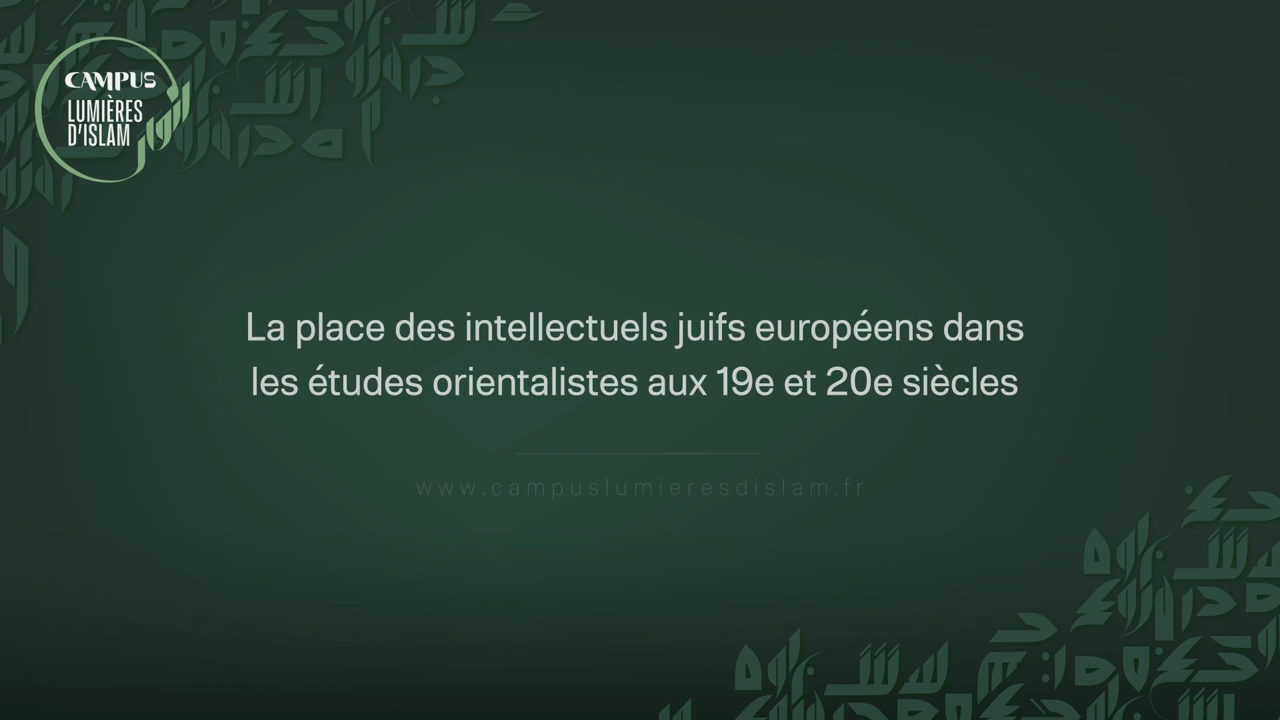 CAMPUS
LUMIÈRES
D'ISLAM
La place des intellectuels juifs européens dans
les études orientalistes aux 19e et 20e siècles
www.campuslumieresdislam.fr